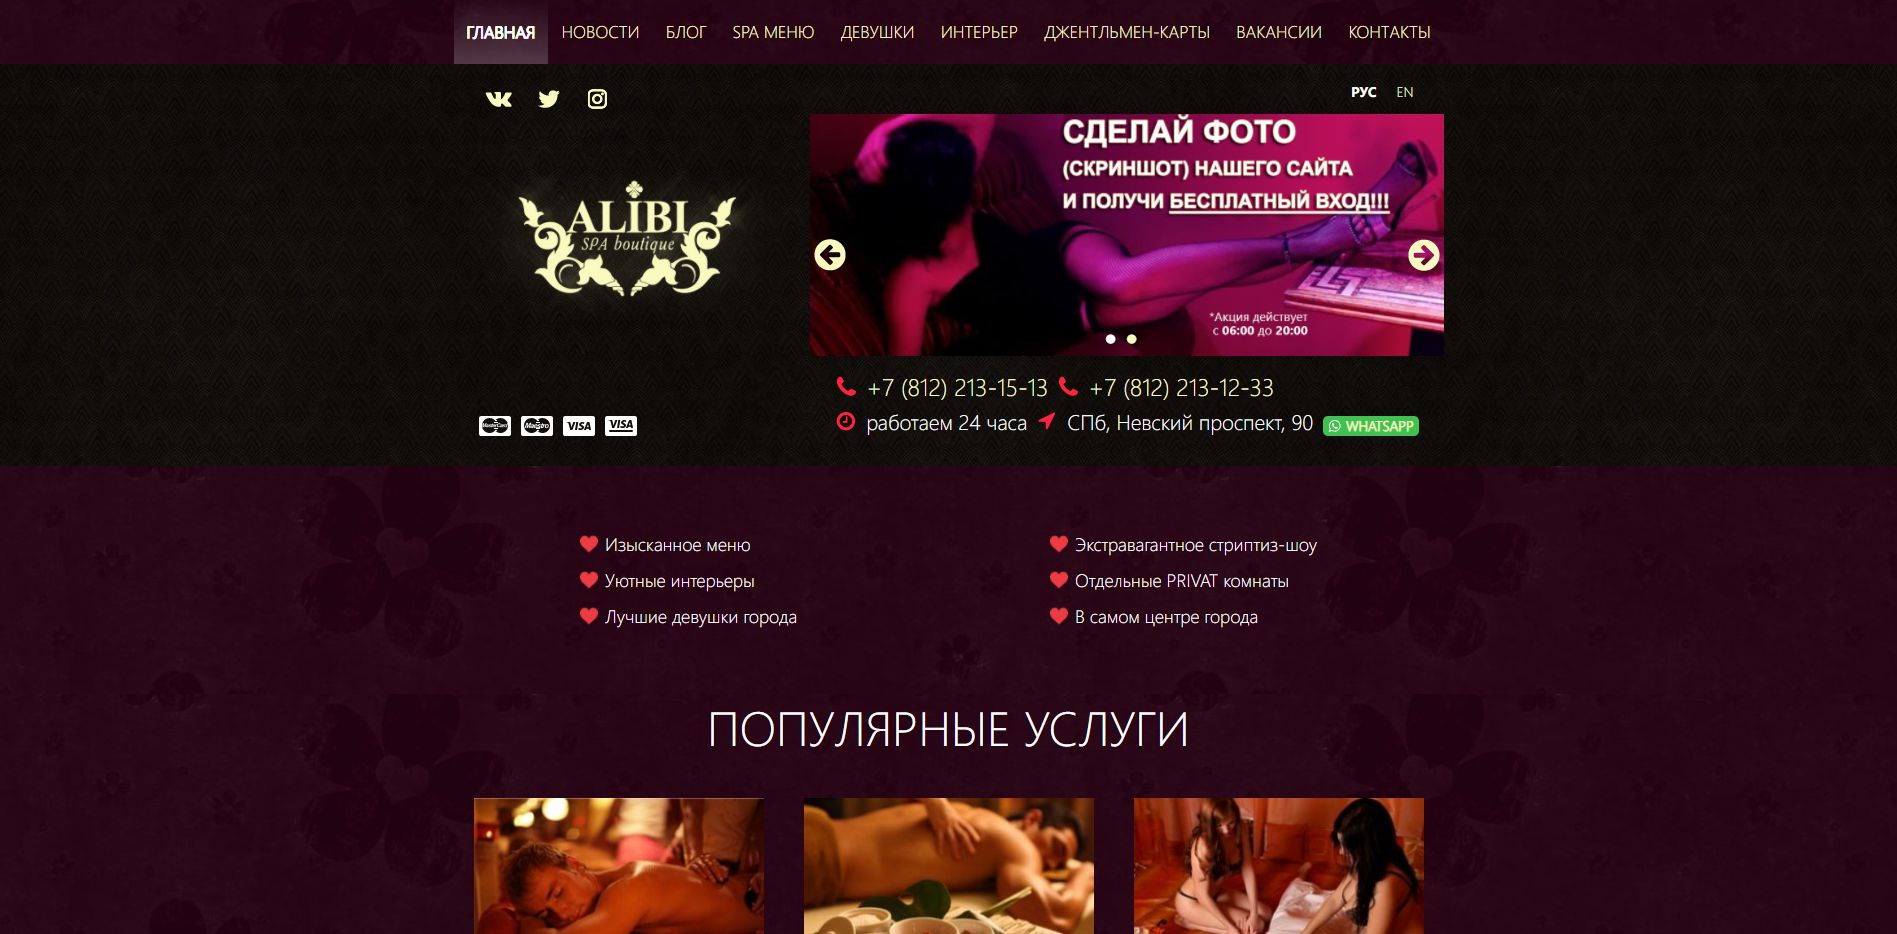 ГЛАВНАЯ НОВОСТИ БЛОГ SPA МЕНЮ ДЕВУШКИ ИНТЕРЬЕР ДЖЕНТЛЬМЕН-КАРТЫ ВАКАНСИИ КОНТАКТЫ
РУС EN
ALIBI
SPA boutique
СДЕЛАЙ ФОТО
(СКРИНШОТ) НАШЕГО САЙТА
И ПОЛУЧИ БЕСПЛАТНЫЙ ВХОД!!!
*Акция действует
с 06:00 до 20:00
+7 (812) 213-15-13 +7 (812) 213-12-33
работаем 24 часа СПб, Невский проспект, 90 WHATSAPP
MasterCard Maestro VISA VISA
Изысканное меню
Уютные интерьеры
Лучшие девушки города
Экстравагантное стриптиз-шоу
Отдельные PRIVAT комнаты
В самом центре города
ПОПУЛЯРНЫЕ УСЛУГИ